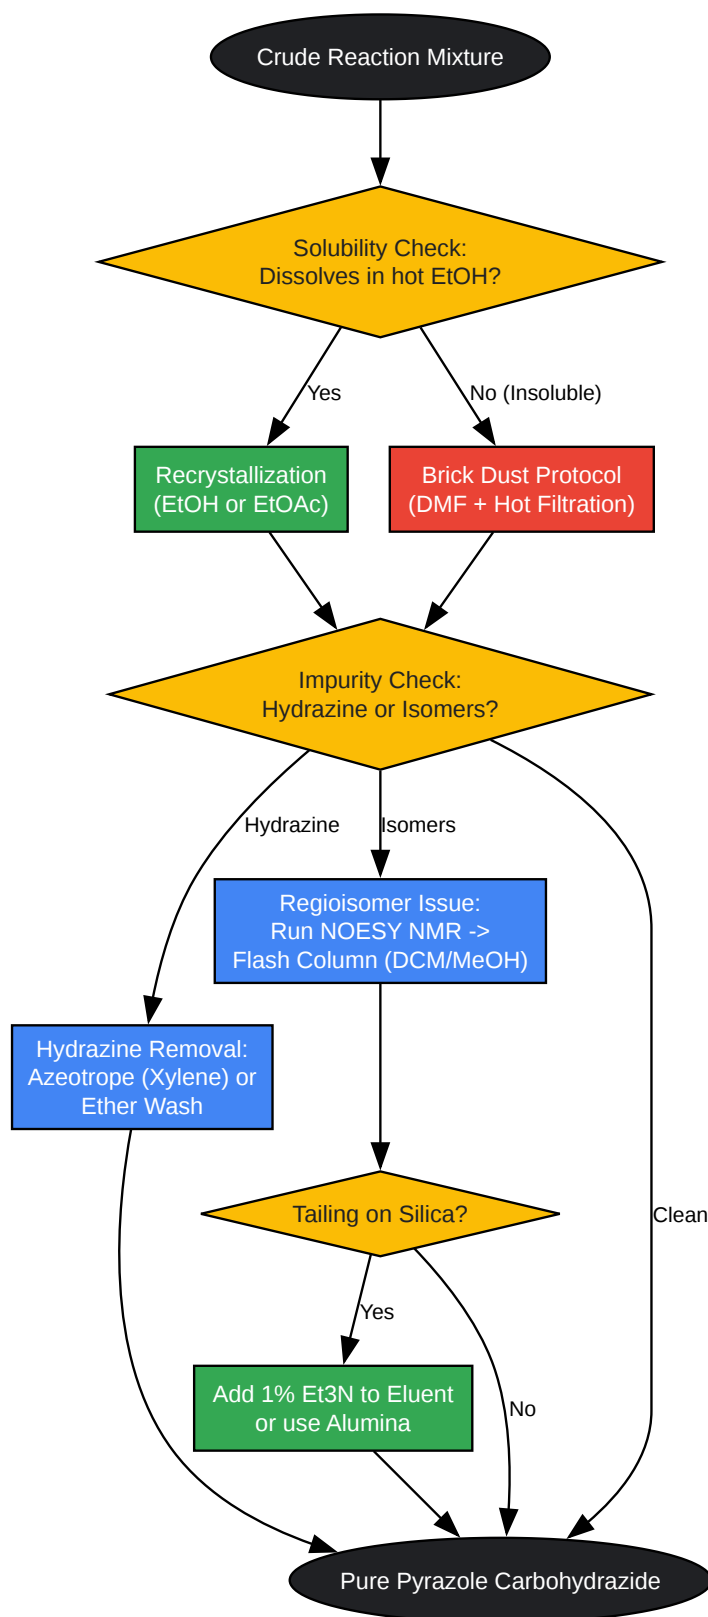 Crude Reaction Mixture
Solubility Check:
Dissolves in hot EtOH?
Yes
No (Insoluble)
Recrystallization
(EtOH or EtOAc)
Brick Dust Protocol
(DMF + Hot Filtration)
Impurity Check:
Hydrazine or Isomers?
Hydrazine
Isomers
Regioisomer Issue:
Run NOESY NMR ->
Flash Column (DCM/MeOH)
Hydrazine Removal:
Azeotrope (Xylene) or
Ether Wash
Tailing on Silica?
Clean
Yes
Add 1% Et3N to Eluent
or use Alumina
No
Pure Pyrazole Carbohydrazide